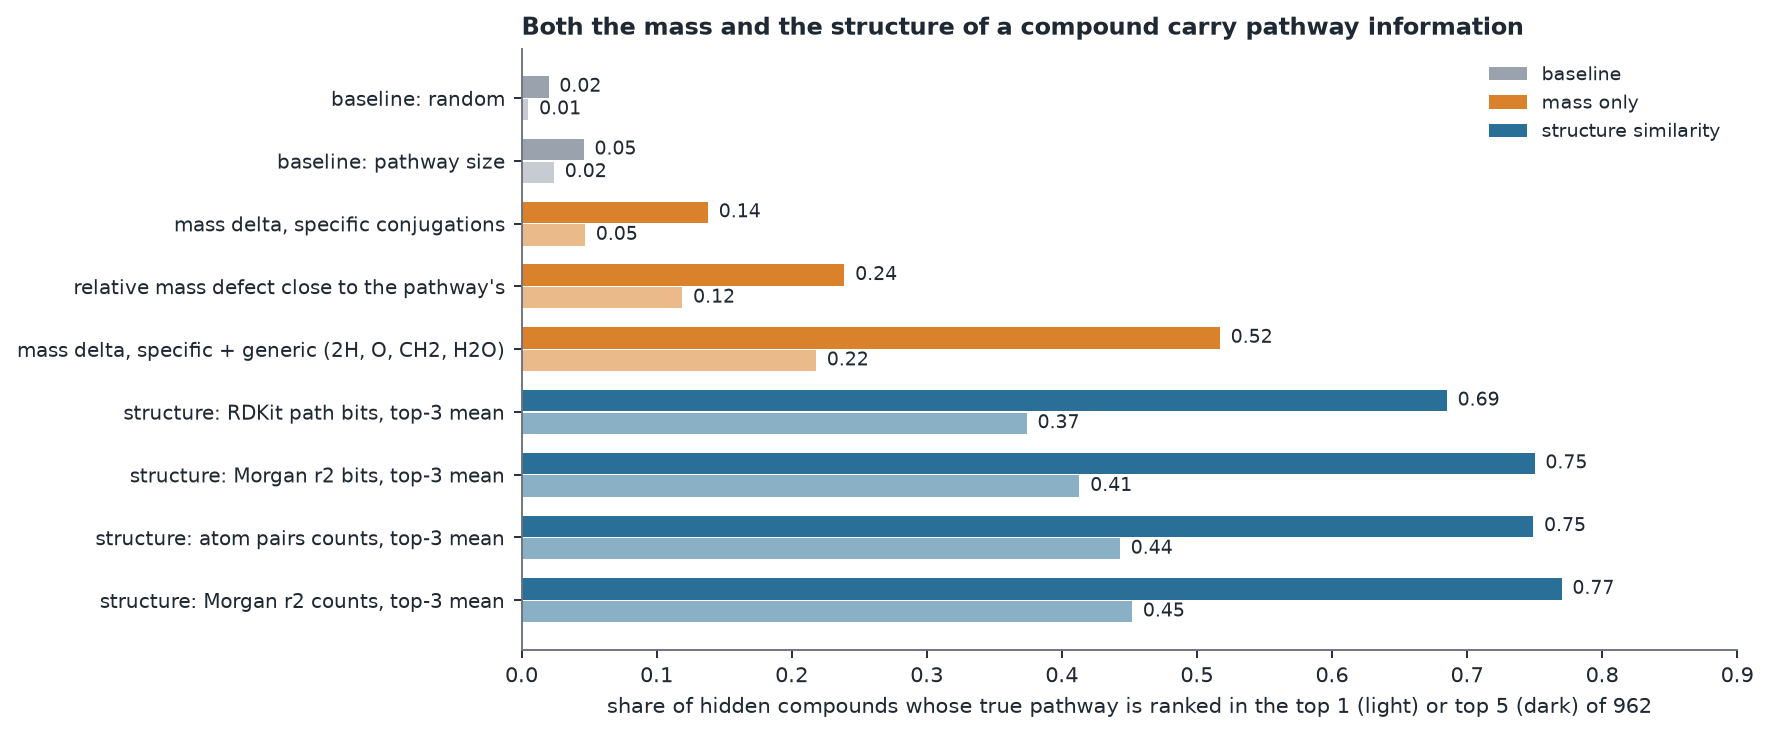 Both the mass and the structure of a compound carry pathway information
baseline
mass only
structure similarity
baseline: random
0.02
0.01
baseline: pathway size
0.05
0.02
mass delta, specific conjugations
0.14
0.05
relative mass defect close to the pathway's
0.24
0.12
mass delta, specific + generic (2H, O, CH2, H2O)
0.52
0.22
structure: RDKit path bits, top-3 mean
0.69
0.37
structure: Morgan r2 bits, top-3 mean
0.75
0.41
structure: atom pairs counts, top-3 mean
0.75
0.44
structure: Morgan r2 counts, top-3 mean
0.77
0.45
0.0 0.1 0.2 0.3 0.4 0.5 0.6 0.7 0.8 0.9
share of hidden compounds whose true pathway is ranked in the top 1 (light) or top 5 (dark) of 962